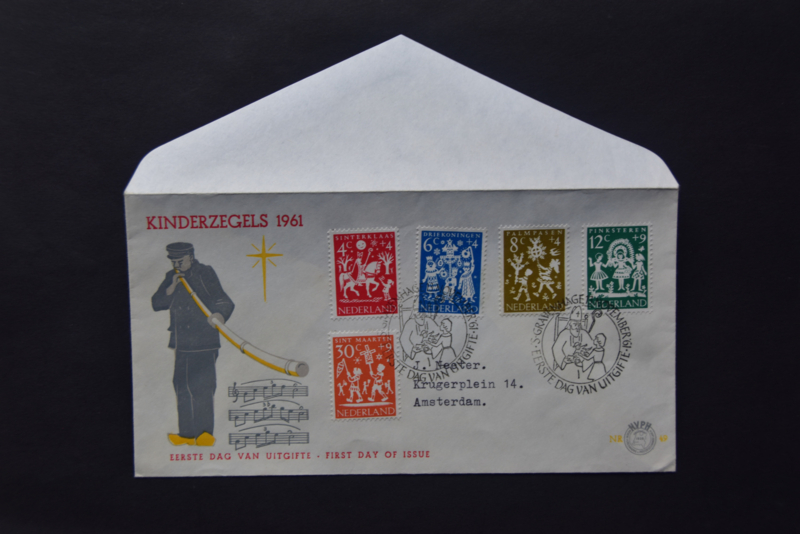 KINDERZEGELS 1961
SINTERKLAAS
4C +4
NEDERLAND
DRIEKONINGEN
6C +4
NEDERLAND
PALMPASEN
8C +4
NEDERLAND
PINKSTEREN
12C +9
NEDERLAND
SINT MAARTEN
30C +9
NEDERLAND
EERSTE DAG VAN UITGIFTE
EERSTE DAG VAN UITGIFTE
Krugerplein 14.
Amsterdam.
NVPH
NR
EERSTE DAG VAN UITGIFTE - FIRST DAY OF ISSUE